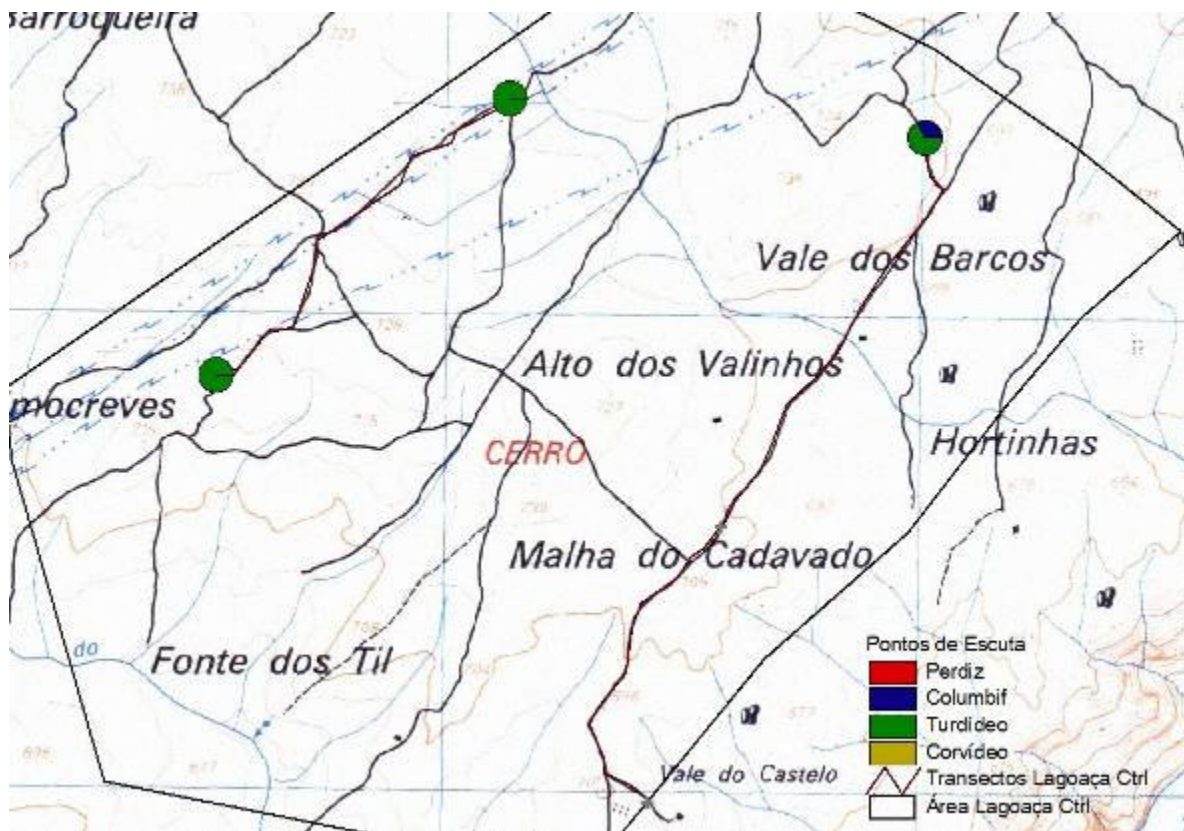 Barroqueira
Vale dos Barcos
Alto dos Valinhos
mocreves
Hortinhas
CERRO
Malha do Cadavado
Fonte dos Til
do
Vale do Castelo
Pontos de Escuta
Perdiz
Columbif
Turdídeo
Corvídeo
Transectos Lagoaça Ctrl
Área Lagoaça Ctrl